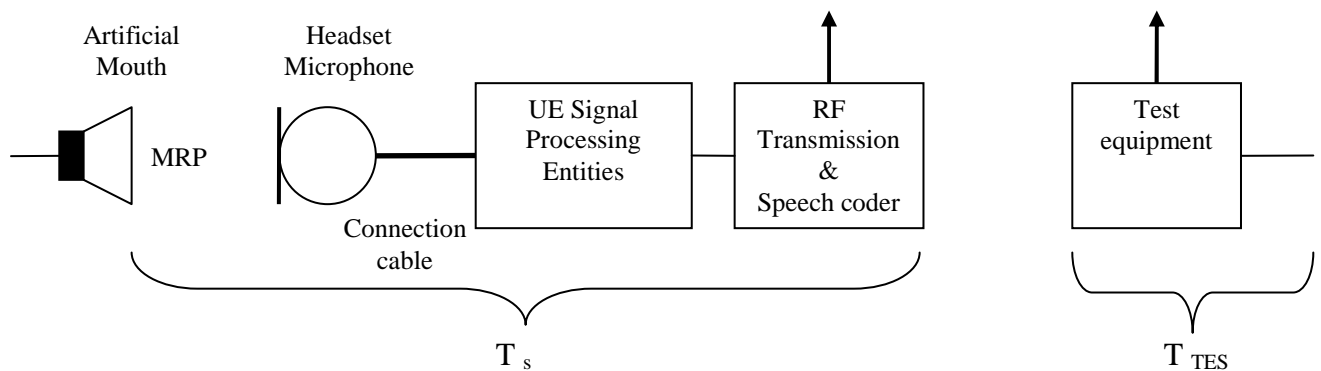 Artificial
Mouth
Headset
Microphone
MRP
Connection
cable
UE Signal
Processing
Entities
RF
Transmission
&
Speech coder
Test
equipment
T s
T TES